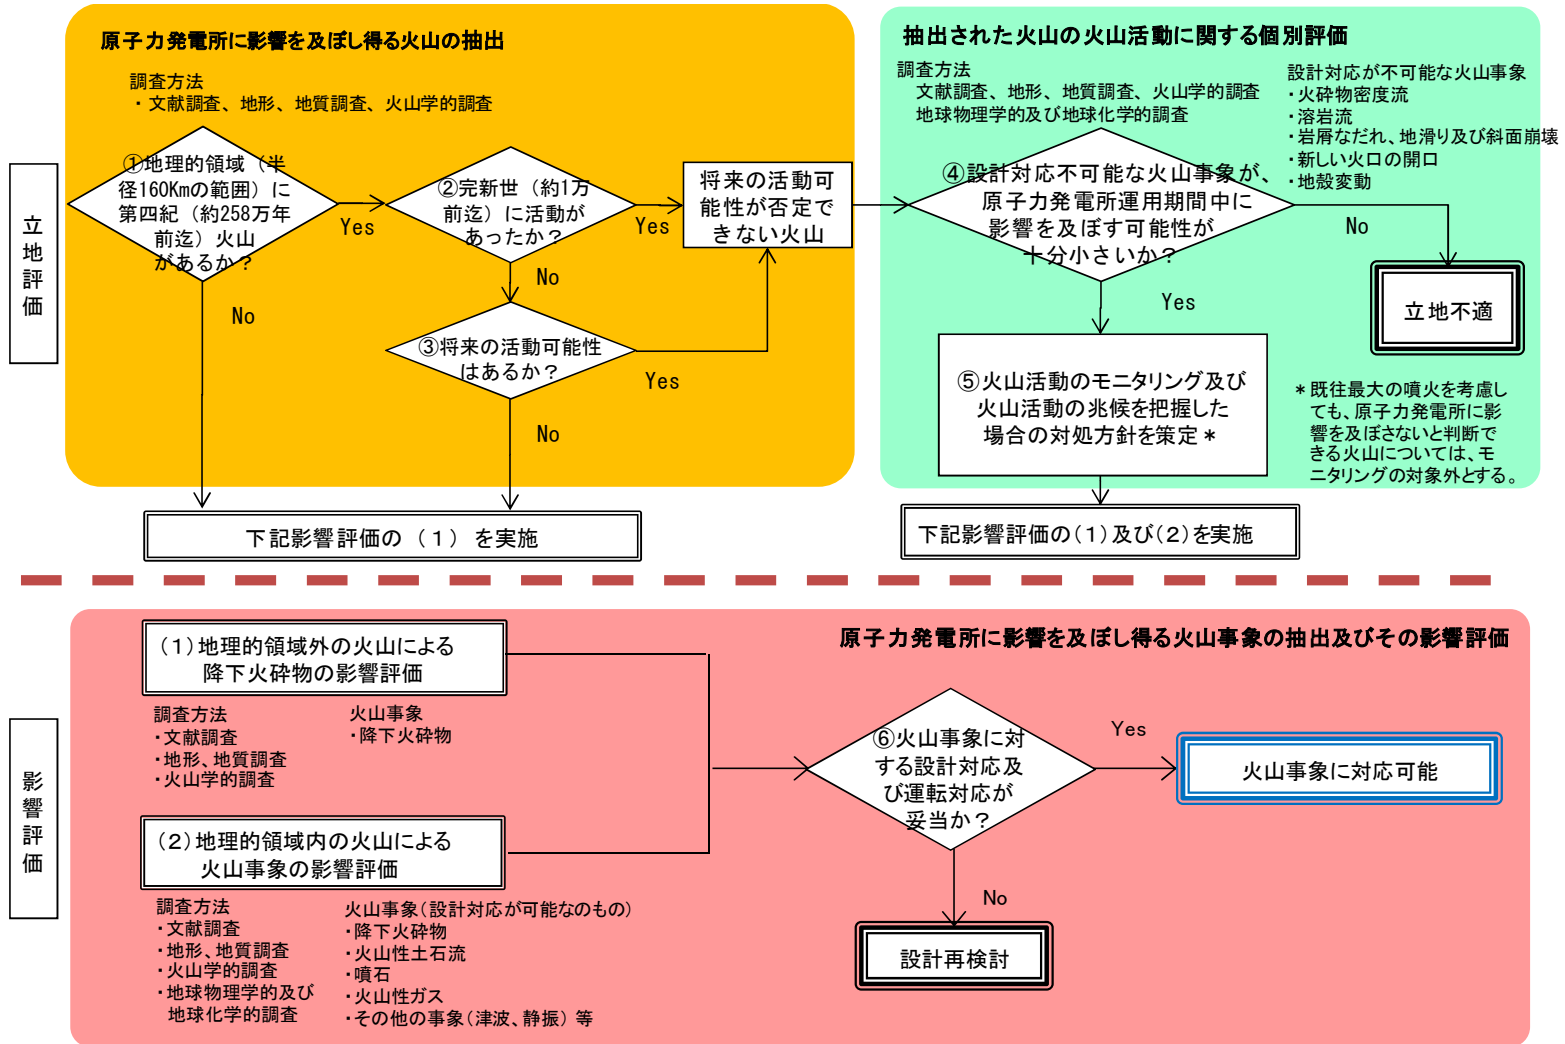 原子力発電所に影響を及ぼし得る火山の抽出
調査方法
・文献調査、地形、地質調査、火山学的調査
立地評価
①地理的領域（半
径160Kmの範囲）に
第四紀（約258万年
前迄）火山
があるか？
Yes
No
②完新世（約1万
前迄）に活動が
あったか？
Yes
No
③将来の活動可能性
はあるか？
Yes
No
将来の活動可
能性が否定で
きない火山
下記影響評価の（１）を実施
抽出された火山の火山活動に関する個別評価
調査方法
文献調査、地形、地質調査、火山学的調査
地球物理学的及び地球化学的調査
設計対応が不可能な火山事象
・火砕物密度流
・溶岩流
・岩屑なだれ、地滑り及び斜面崩壊
・新しい火口の開口
・地殻変動
④設計対応不可能な火山事象が、
原子力発電所運用期間中に
影響を及ぼす可能性が
十分小さいか？
No
Yes
立地不適
⑤火山活動のモニタリング及び
火山活動の兆候を把握した
場合の対処方針を策定＊
＊既往最大の噴火を考慮し
ても、原子力発電所に影
響を及ぼさないと判断で
きる火山については、モ
ニタリングの対象外とする。
下記影響評価の（１）及び（２）を実施
原子力発電所に影響を及ぼし得る火山事象の抽出及びその影響評価
影響評価
（１）地理的領域外の火山による
降下火砕物の影響評価
調査方法
・文献調査
・地形、地質調査
・火山学的調査
火山事象
・降下火砕物
（２）地理的領域内の火山による
火山事象の影響評価
調査方法
・文献調査
・地形、地質調査
・火山学的調査
・地球物理学的及び
地球化学的調査
火山事象（設計対応が可能なのもの）
・降下火砕物
・火山性土石流
・噴石
・火山性ガス
・その他の事象（津波、静振）等
⑥火山事象に対
する設計対応及
び運転対応が
妥当か？
Yes
No
火山事象に対応可能
設計再検討